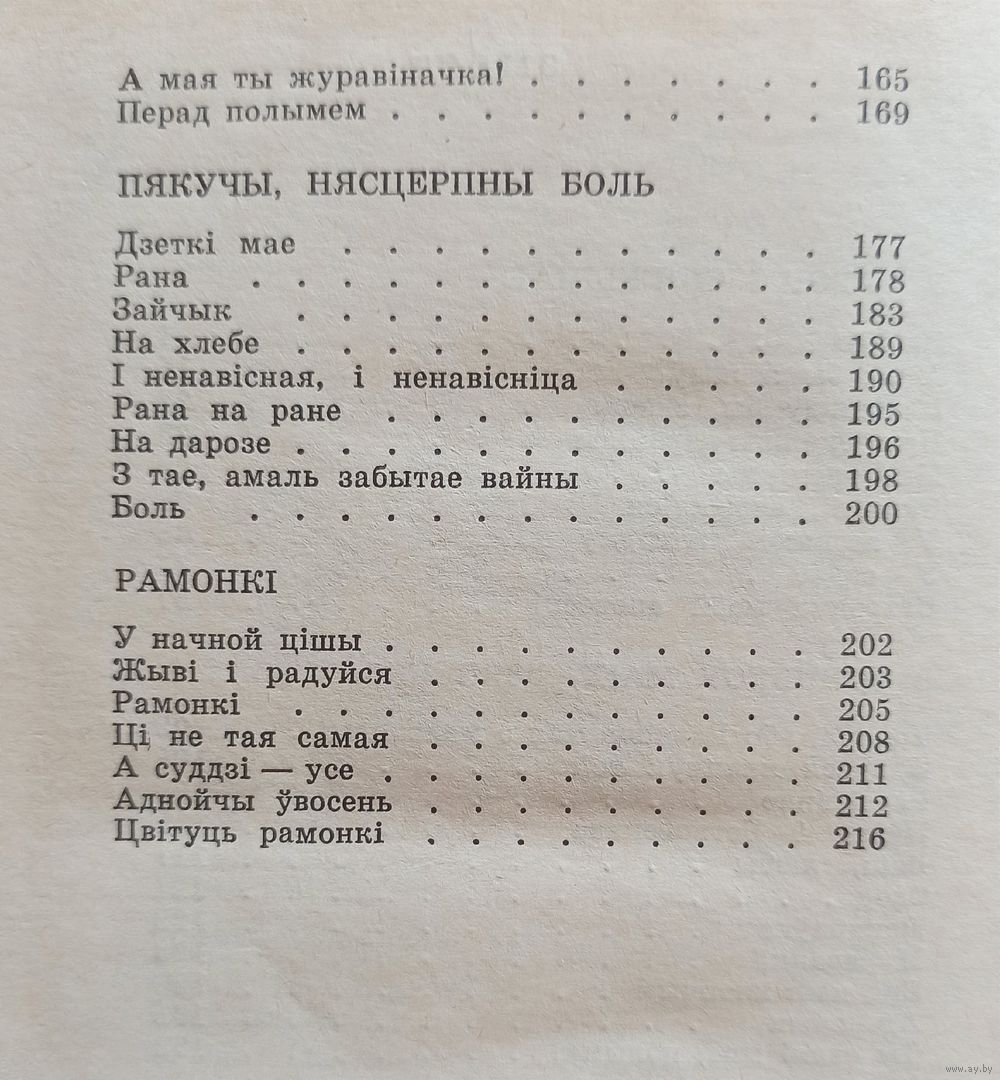 А мая ты журавіначка! . . . . . . . 165
Перад полымем . . . . . . . . . . 169
ПЯКУЧЫ, НЯСЦЕРПНЫ БОЛЬ
Дзеткі мае . . . . . . . . . . . 177
Рана . . . . . . . . . . . . . 178
Зайчык . . . . . . . . . . . . 183
На хлебе . . . . . . . . . . . . 189
І ненавісная, і ненавісніца . . . . . 190
Рана на ране . . . . . . . . . . 195
На дарозе . . . . . . . . . . . . 196
З тае, амаль забытае вайны . . . . . 198
Боль . . . . . . . . . . . . . 200
РАМОНКІ
У начной цішы . . . . . . . . . . 202
Жыві і радуйся . . . . . . . . . 203
Рамонкі . . . . . . . . . . . . 205
Ці не тая самая . . . . . . . . . 208
А суддзі — усе . . . . . . . . . . 211
Аднойчы ўвосень . . . . . . . . . 212
Цвітуць рамонкі . . . . . . . . . 216
www.ay.by